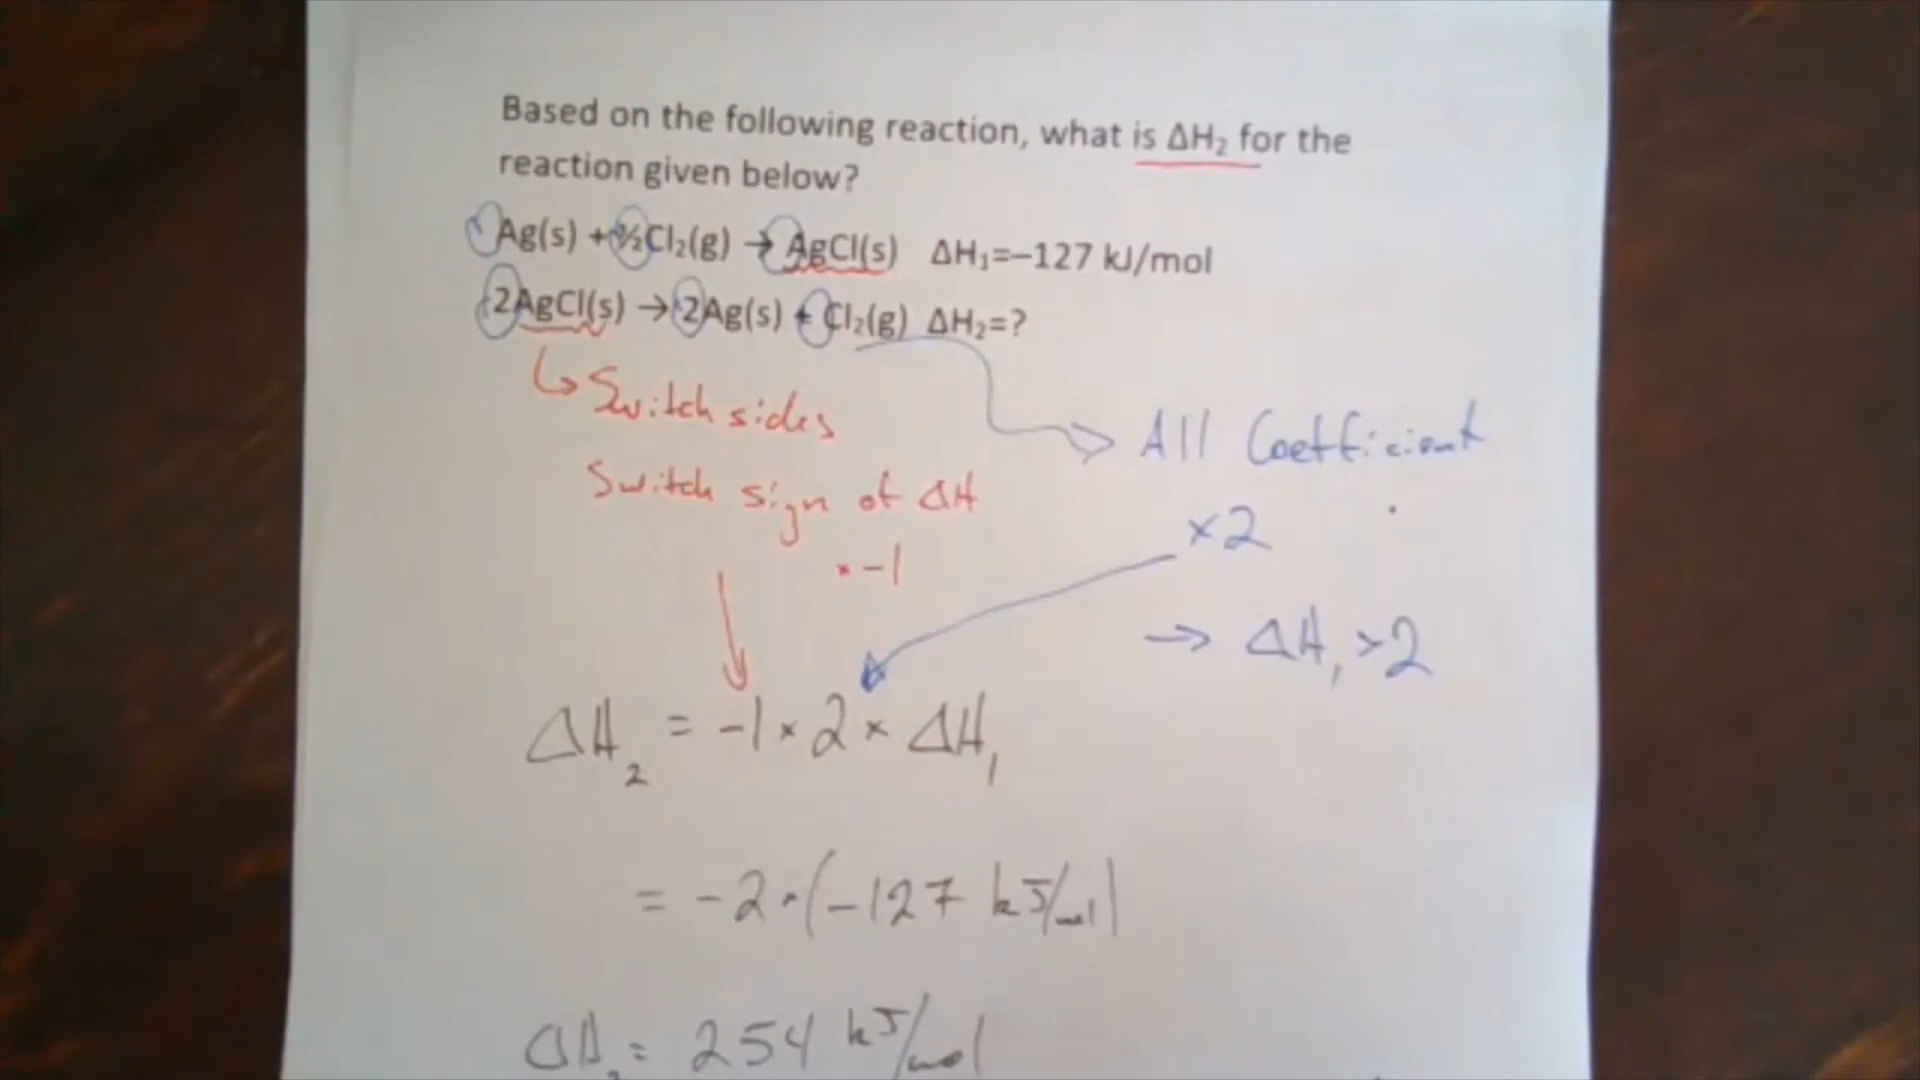 Based on the following reaction, what is ΔH₂ for the
reaction given below?
Ag(s) + ½Cl₂(g) → AgCl(s) ΔH₁=−127 kJ/mol
2AgCl(s) → 2Ag(s) + Cl₂(g) ΔH₂=?
↳ Switch sides
Switch sign of ΔH
× −1
→ All Coefficient
×2
→ ΔH₁ ×2
ΔH₂ = −1 × 2 × ΔH₁
= −2 · (−127 kJ/mol)
ΔH₂ = 254 kJ/mol